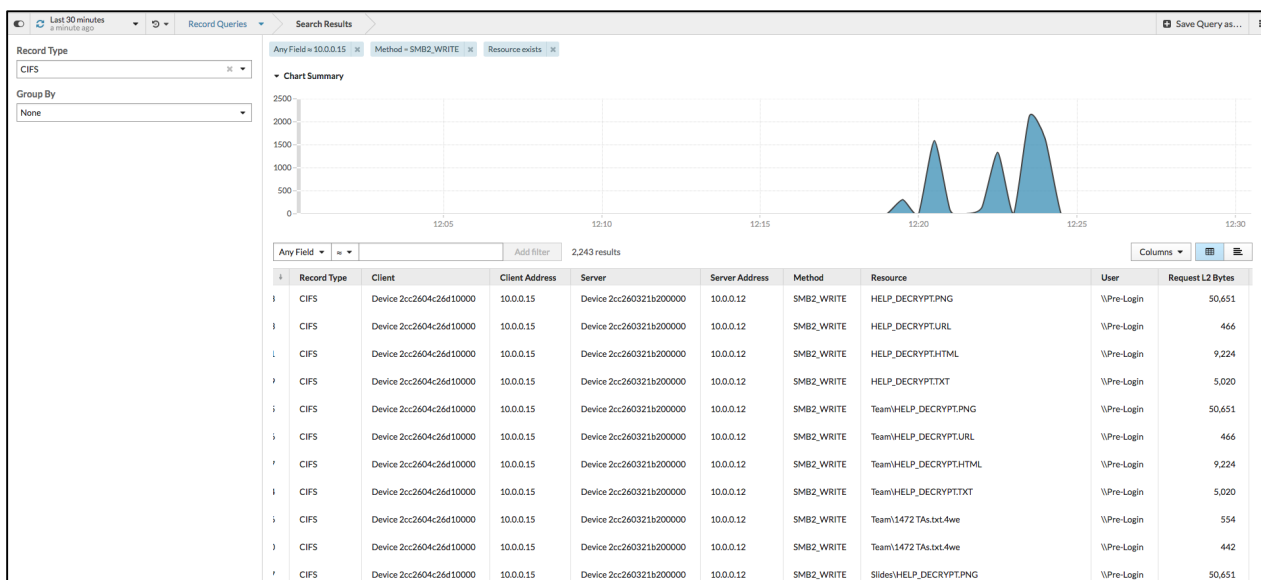 Last 30 minutes
a minute ago
Record Queries
Search Results
Save Query as...
Record Type
CIFS
Group By
None
Any Field ≈ 10.0.0.15 × Method = SMB2_WRITE × Resource exists ×
Chart Summary
2500
2000
1500
1000
500
0
12:05 12:10 12:15 12:20 12:25 12:30
Any Field ≈ Add filter 2,243 results Columns
Record Type Client Client Address Server Server Address Method Resource User Request L2 Bytes
CIFS Device 2cc2604c26d10000 10.0.0.15 Device 2cc260321b200000 10.0.0.12 SMB2_WRITE HELP_DECRYPT.PNG \\Pre-Login 50,651
CIFS Device 2cc2604c26d10000 10.0.0.15 Device 2cc260321b200000 10.0.0.12 SMB2_WRITE HELP_DECRYPT.URL \\Pre-Login 466
CIFS Device 2cc2604c26d10000 10.0.0.15 Device 2cc260321b200000 10.0.0.12 SMB2_WRITE HELP_DECRYPT.HTML \\Pre-Login 9,224
CIFS Device 2cc2604c26d10000 10.0.0.15 Device 2cc260321b200000 10.0.0.12 SMB2_WRITE HELP_DECRYPT.TXT \\Pre-Login 5,020
CIFS Device 2cc2604c26d10000 10.0.0.15 Device 2cc260321b200000 10.0.0.12 SMB2_WRITE Team\HELP_DECRYPT.PNG \\Pre-Login 50,651
CIFS Device 2cc2604c26d10000 10.0.0.15 Device 2cc260321b200000 10.0.0.12 SMB2_WRITE Team\HELP_DECRYPT.URL \\Pre-Login 466
CIFS Device 2cc2604c26d10000 10.0.0.15 Device 2cc260321b200000 10.0.0.12 SMB2_WRITE Team\HELP_DECRYPT.HTML \\Pre-Login 9,224
CIFS Device 2cc2604c26d10000 10.0.0.15 Device 2cc260321b200000 10.0.0.12 SMB2_WRITE Team\HELP_DECRYPT.TXT \\Pre-Login 5,020
CIFS Device 2cc2604c26d10000 10.0.0.15 Device 2cc260321b200000 10.0.0.12 SMB2_WRITE Team\1472 TAs.txt.4we \\Pre-Login 554
CIFS Device 2cc2604c26d10000 10.0.0.15 Device 2cc260321b200000 10.0.0.12 SMB2_WRITE Team\1472 TAs.txt.4we \\Pre-Login 442
CIFS Device 2cc2604c26d10000 10.0.0.15 Device 2cc260321b200000 10.0.0.12 SMB2_WRITE Slides\HELP_DECRYPT.PNG \\Pre-Login 50,651